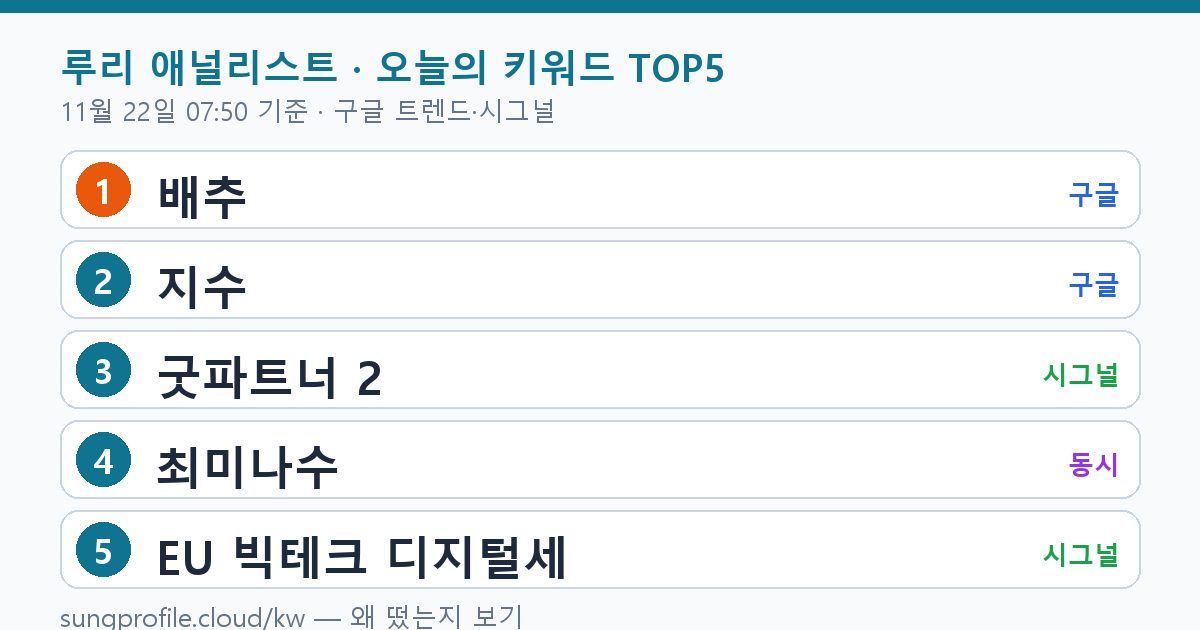 루리 애널리스트 · 오늘의 키워드 TOP5
11월 22일 07:50 기준 · 구글 트렌드·시그널
1 배추 구글
2 지수 구글
3 굿파트너 2 시그널
4 최미나수 동시
5 EU 빅테크 디지털세 시그널
sungprofile.cloud/kw — 왜 떴는지 보기